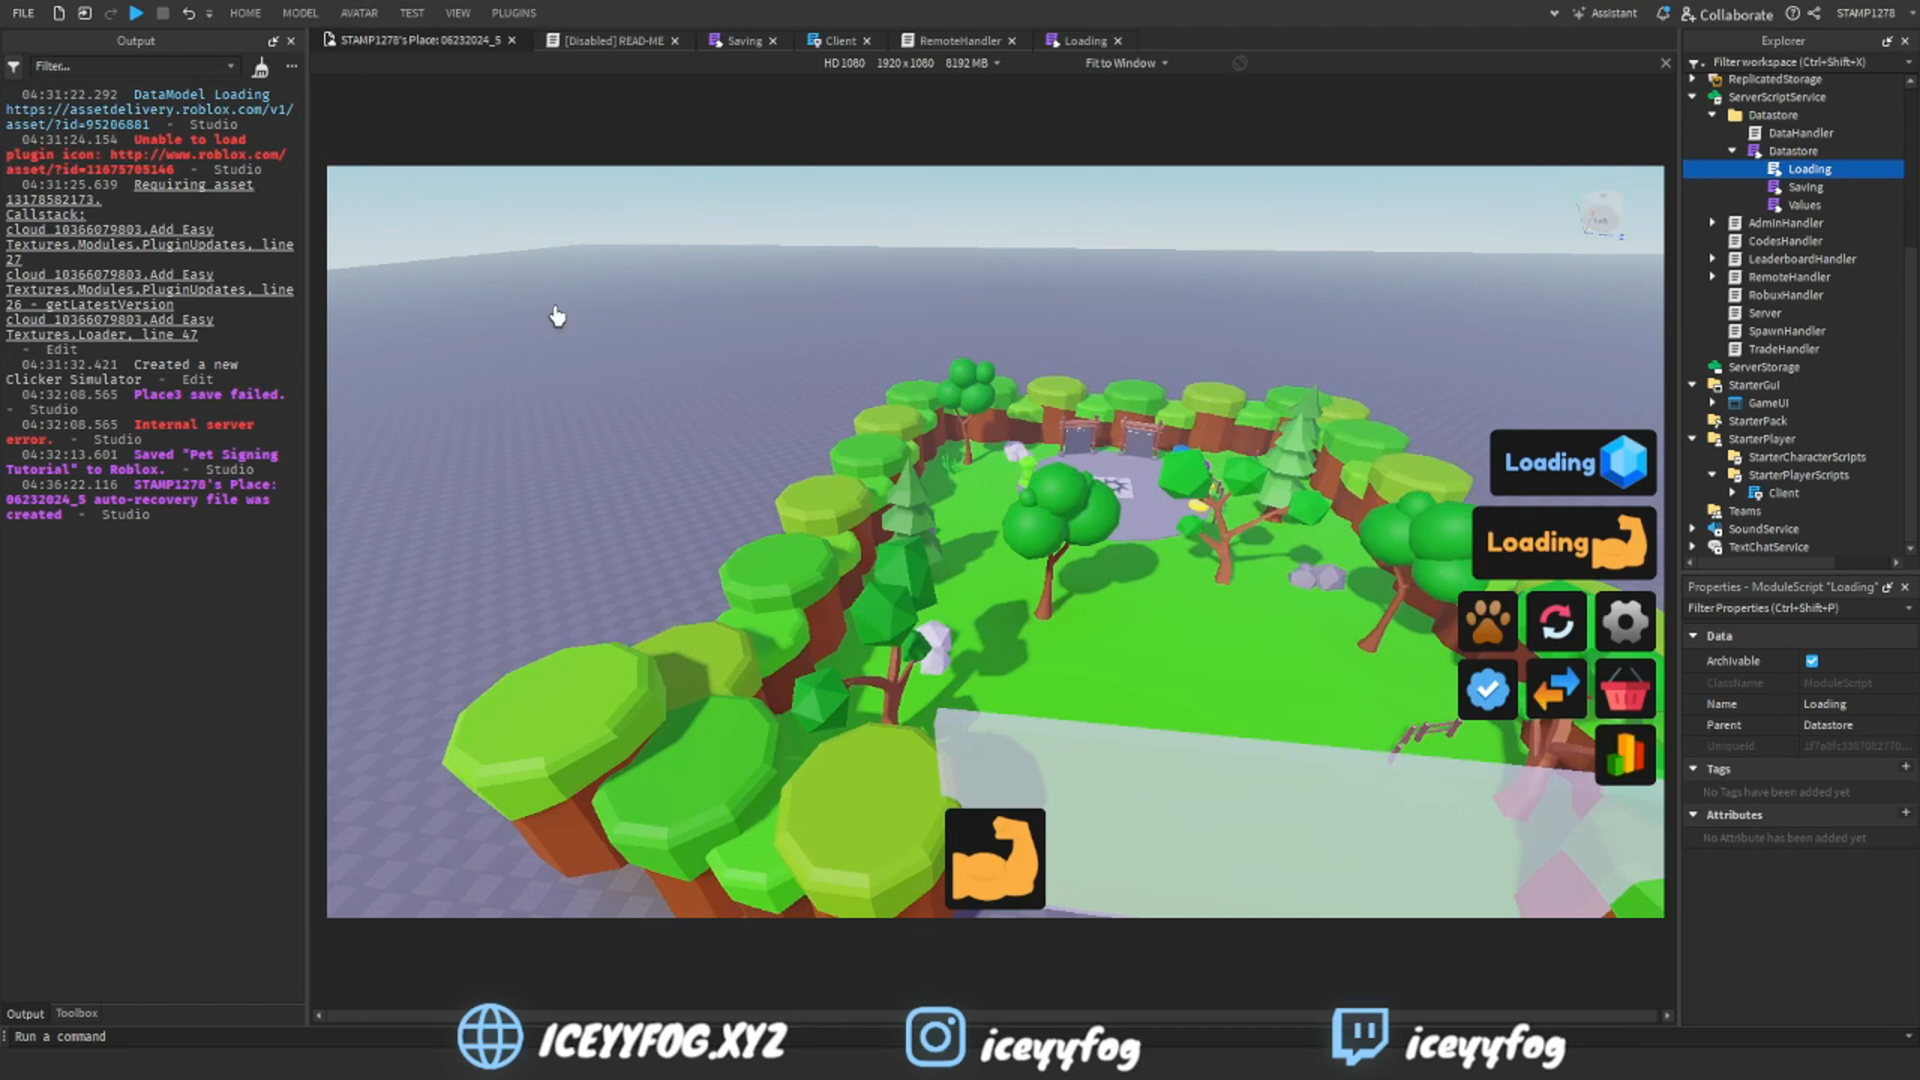 FILE HOME MODEL AVATAR TEST VIEW PLUGINS Assistant Collaborate STAMP1278
Output
Filter...
04:31:22.292 DataModel Loading
https://assetdelivery.roblox.com/v1/
asset/?id=95206881 - Studio
04:31:24.154 Unable to load
plugin icon: http://www.roblox.com/
asset/?id=11675705146 - Studio
04:31:25.639 Requiring asset
13178582173.
Callstack:
cloud_10366079803.Add Easy
Textures.Modules.PluginUpdates, line
27
cloud_10366079803.Add Easy
Textures.Modules.PluginUpdates, line
26 - getLatestVersion
cloud_10366079803.Add Easy
Textures.Loader, line 47
- Edit
04:31:32.421 Created a new
Clicker Simulator - Edit
04:32:08.565 Place3 save failed.
- Studio
04:32:08.565 Internal server
error. - Studio
04:32:13.601 Saved "Pet Signing
Tutorial" to Roblox. - Studio
04:36:22.116 STAMP1278's Place:
06232024_5 auto-recovery file was
created - Studio
Output Toolbox
Run a command
STAMP1278's Place: 06232024_5 [Disabled] READ-ME Saving Client RemoteHandler Loading
HD 1080 1920 x 1080 8192 MB Fit to Window
Left
Z
Loading
Loading
Explorer
Filter workspace (Ctrl+Shift+X)
ReplicatedStorage
ServerScriptService
Datastore
DataHandler
Datastore
Loading
Saving
Values
AdminHandler
CodesHandler
LeaderboardHandler
RemoteHandler
RobuxHandler
Server
SpawnHandler
TradeHandler
ServerStorage
StarterGui
GameUI
StarterPack
StarterPlayer
StarterCharacterScripts
StarterPlayerScripts
Client
Teams
SoundService
TextChatService
Properties - ModuleScript "Loading"
Filter Properties (Ctrl+Shift+P)
Data
Archivable
ClassName ModuleScript
Name Loading
Parent Datastore
UniqueId 1f7a8fc3307082770...
Tags
No Tags have been added yet
Attributes
No Attribute has been added yet
ICEYYFOG.XYZ iceyyfog iceyyfog